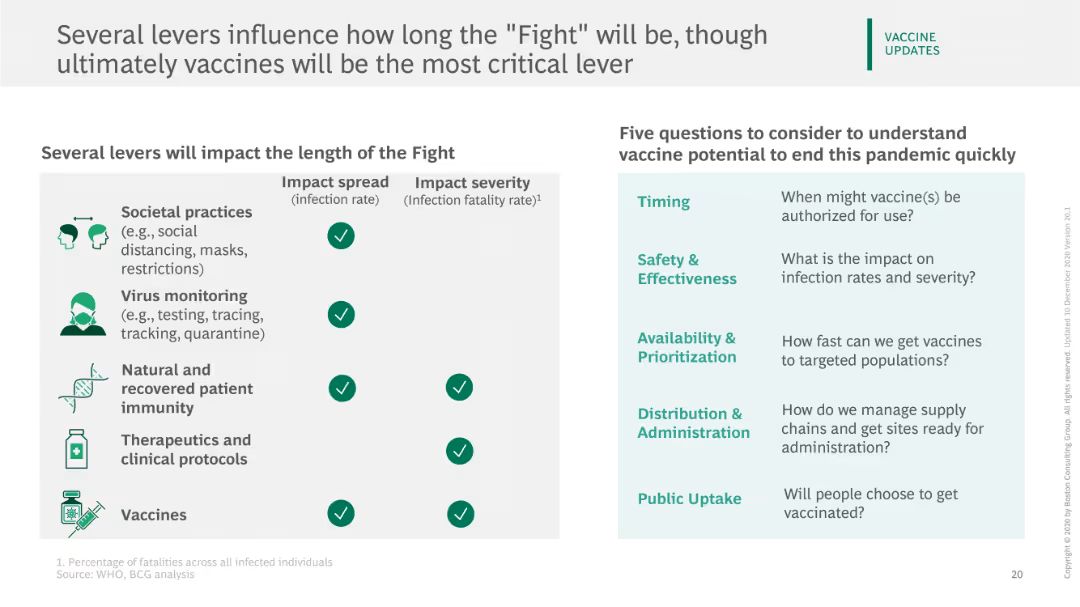 Several levers influence how long the "Fight" will be, though
ultimately vaccines will be the most critical lever
VACCINE
UPDATES
Several levers will impact the length of the Fight
Impact spread
(infection rate)
Impact severity
(Infection fatality rate)¹
Societal practices
(e.g., social
distancing, masks,
restrictions)
Virus monitoring
(e.g., testing, tracing,
tracking, quarantine)
Natural and
recovered patient
immunity
Therapeutics and
clinical protocols
Vaccines
Five questions to consider to understand
vaccine potential to end this pandemic quickly
Timing
When might vaccine(s) be
authorized for use?
Safety &
Effectiveness
What is the impact on
infection rates and severity?
Availability &
Prioritization
How fast can we get vaccines
to targeted populations?
Distribution &
Administration
How do we manage supply
chains and get sites ready for
administration?
Public Uptake
Will people choose to get
vaccinated?
1. Percentage of fatalities across all infected individuals
Source: WHO, BCG analysis
20
Copyright © 2020 by Boston Consulting Group. All rights reserved. Updated 10 December 2020 Version 20.1